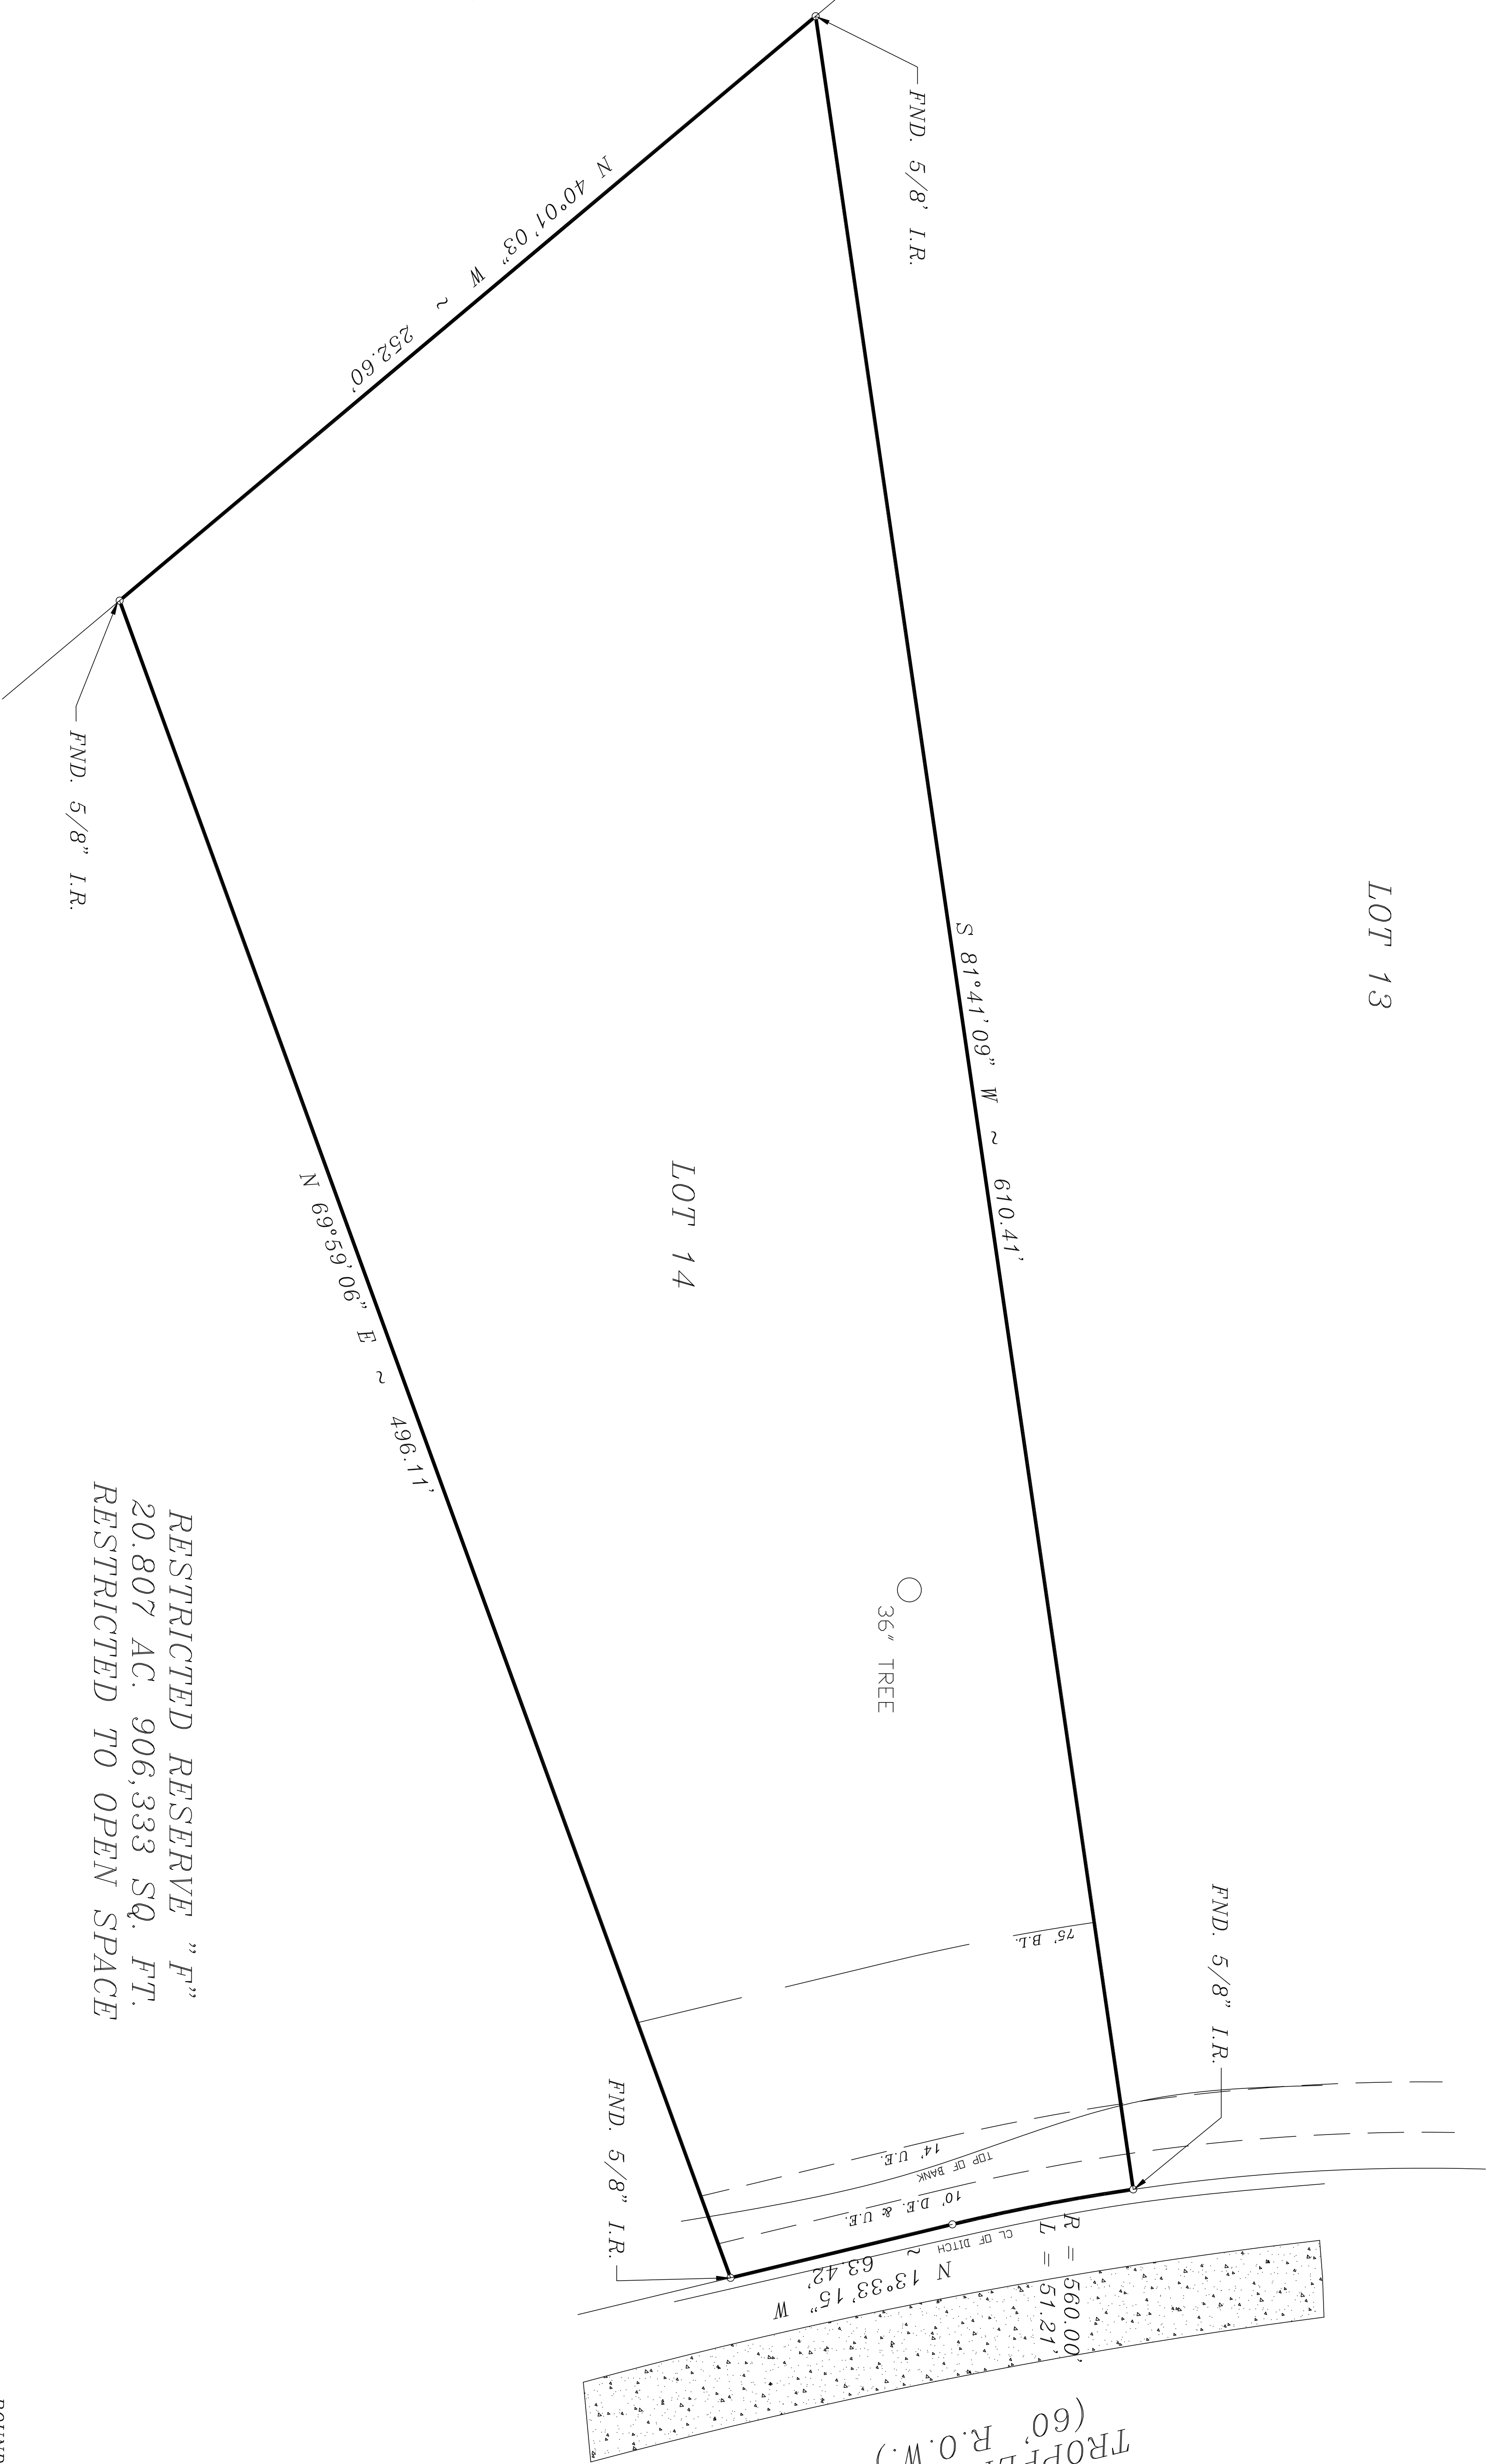 LOT 13
FND. 5/8' I.R.
S 81°41'09" W ~ 610.41'
FND. 5/8" I.R.
N 40°01'03" W ~ 252.60'
LOT 14
36" TREE
75' B.L.
14' U.E.
TOP OF BANK
10' D.E. & U.E.
CL OF DITCH
R = 560.00'
L = 51.21'
N 13°33'15" W
~ 63.42'
(60' R.O.W.)
FND. 5/8" I.R.
N 69°59'06" E ~ 496.11'
FND. 5/8" I.R.
RESTRICTED RESERVE "F"
20.807 AC. 906,333 SQ. FT.
RESTRICTED TO OPEN SPACE